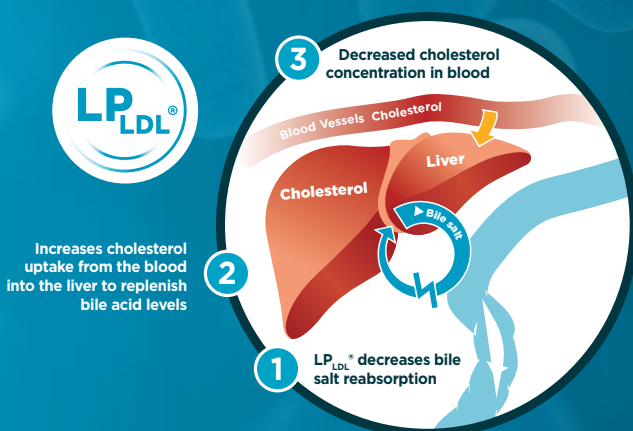 LP LDL®
3
Decreased cholesterol
concentration in blood
Blood Vessels Cholesterol
Liver
Cholesterol
Bile salt
2
Increases cholesterol
uptake from the blood
into the liver to replenish
bile acid levels
1
LP LDL® decreases bile
salt reabsorption